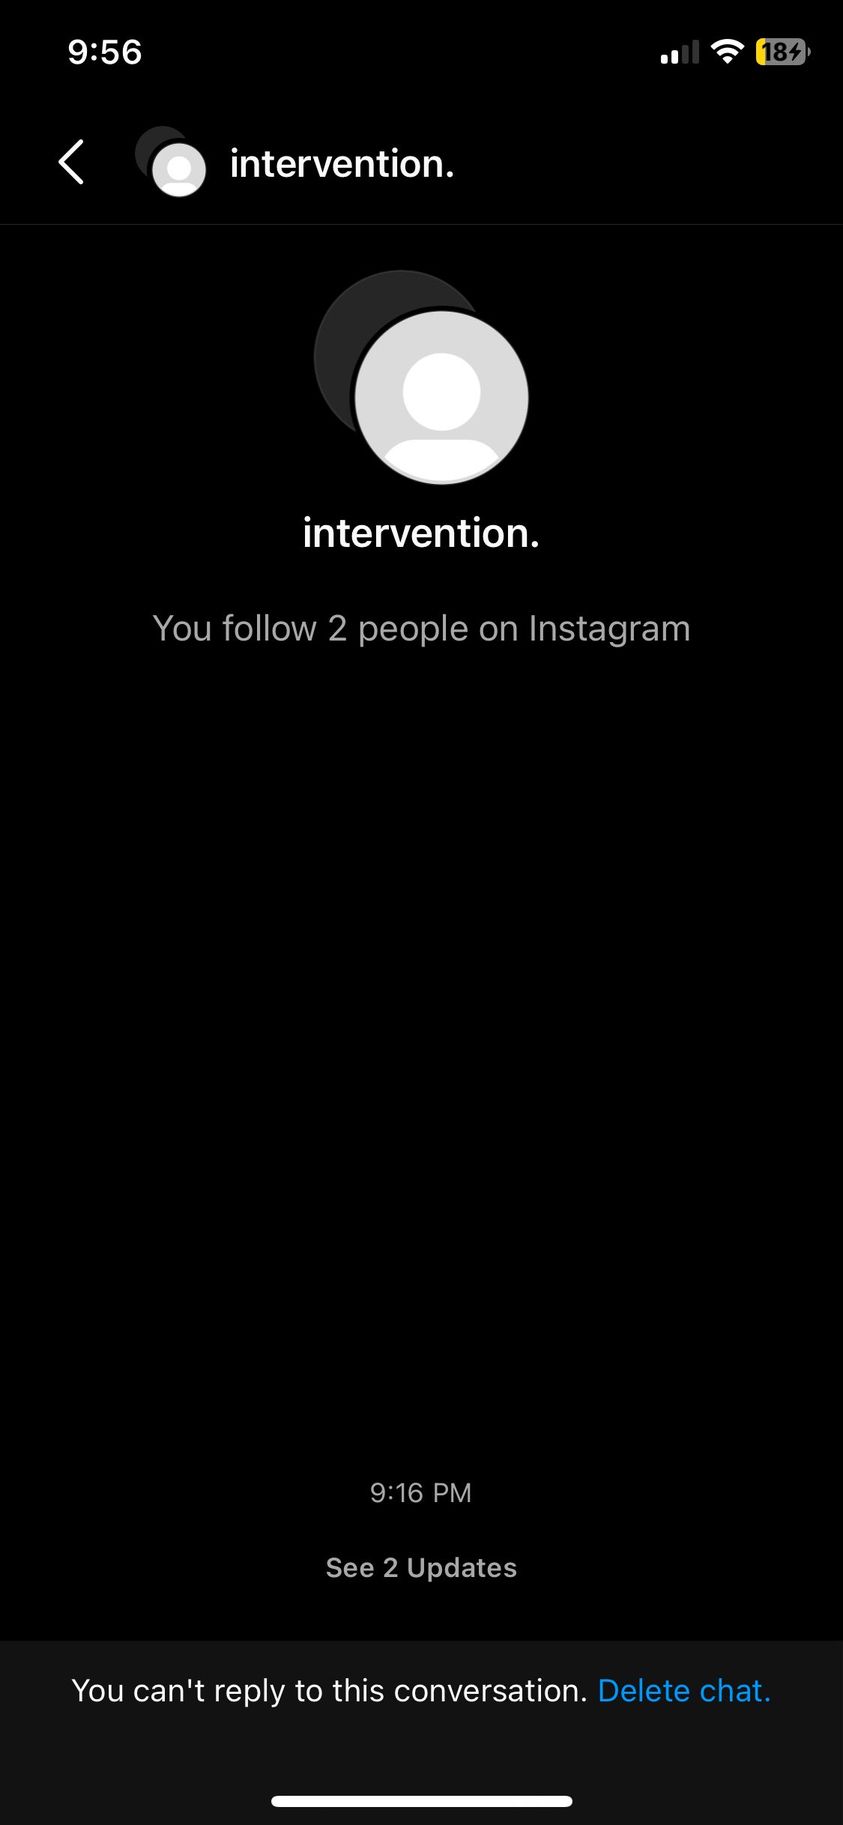 9:56
18
intervention.
intervention.
You follow 2 people on Instagram
9:16 PM
See 2 Updates
You can't reply to this conversation. Delete chat.